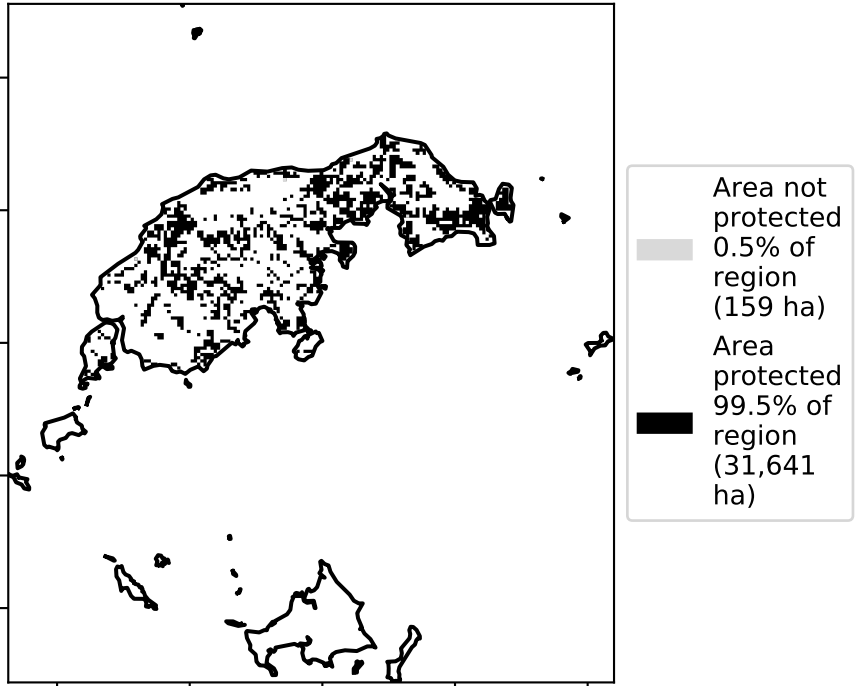 Area not
protected
0.5% of
region
(159 ha)
Area
protected
99.5% of
region
(31,641
ha)